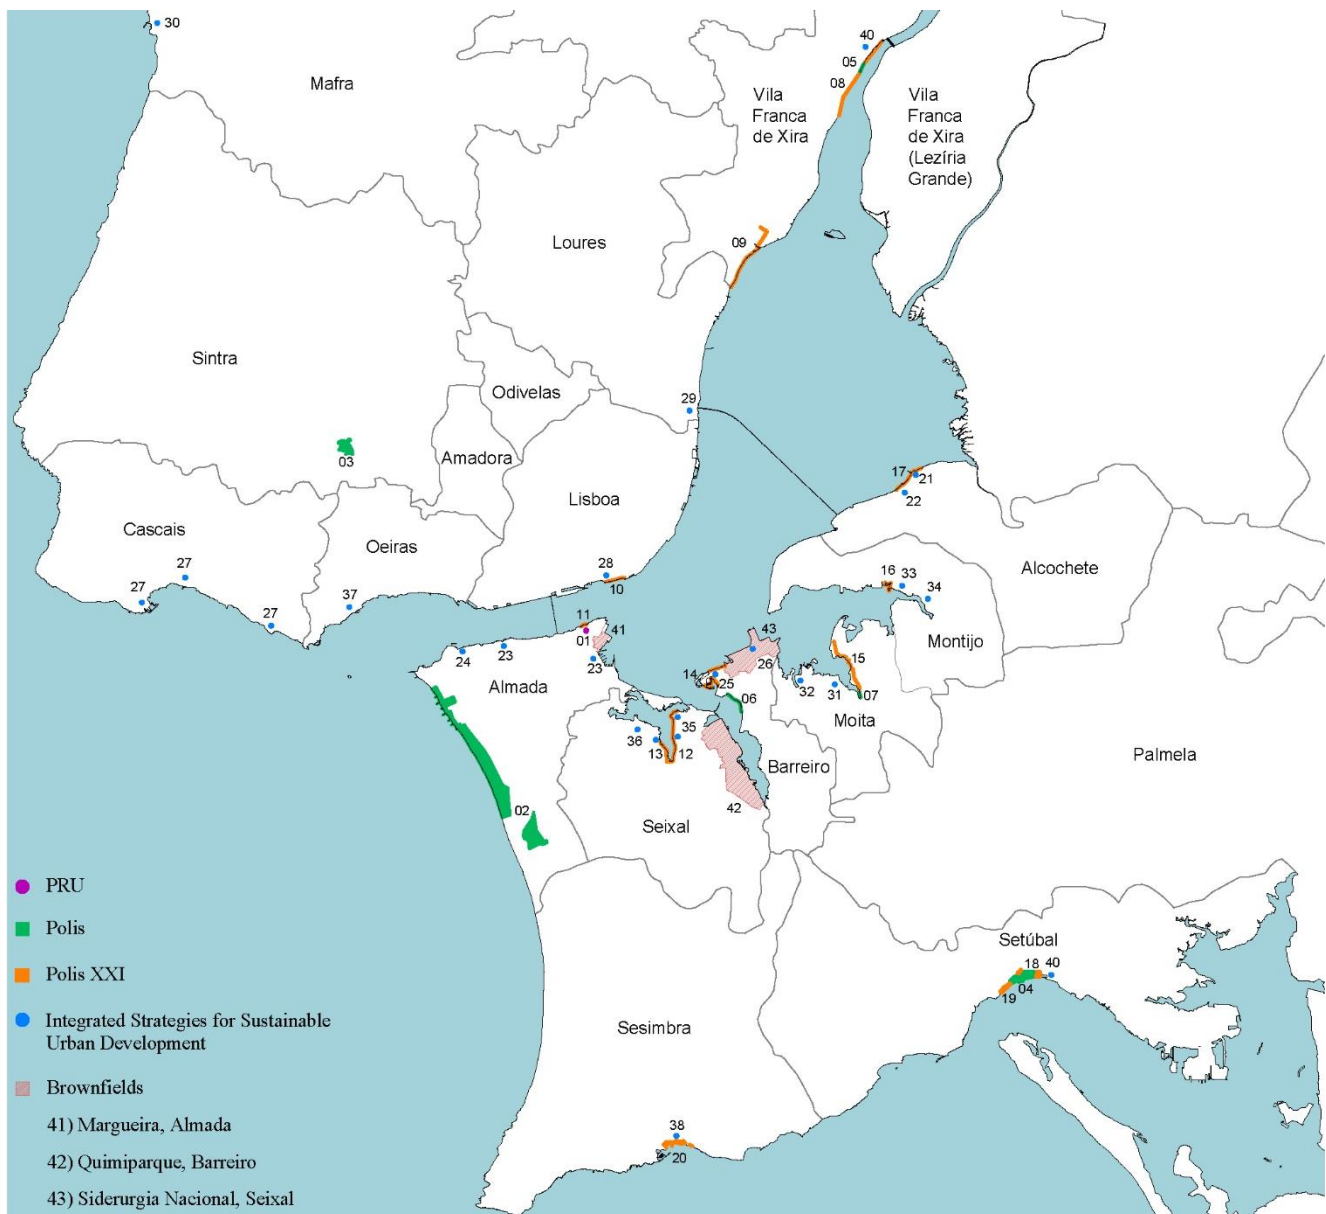 30
Mafra
40
05
08
Vila
Franca
de Xira
Vila
Franca
de Xira
(Lezíria
Grande)
Loures
09
Sintra
Odivelas
29
03
Amadora
17
21
22
Lisboa
Cascais
Oeiras
Alcochete
27
28
10
16
33
34
27
37
27
11
01
41
43
Montijo
24
23
23
26
15
14
25
Almada
06
32
31
07
Moita
35
36
13
12
Barreiro
Palmela
02
42
Seixal
PRU
Polis
Setúbal
18
40
04
19
Polis XXI
Integrated Strategies for Sustainable
Urban Development
Sesimbra
Brownfields
41) Margueira, Almada
38
20
42) Quimiparque, Barreiro
43) Siderurgia Nacional, Seixal